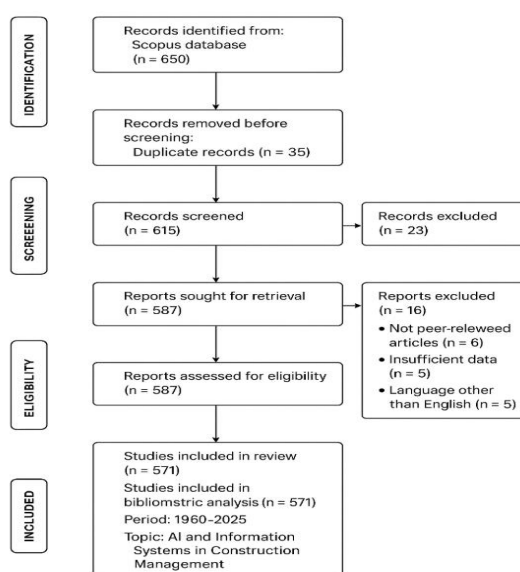 IDENTIFICATION
Records identified from:
Scopus database
(n = 650)
Records removed before
screening:
Duplicate records (n = 35)
SCREEENING
Records screened
(n = 615)
Records excluded
(n = 23)
Reports sought for retrieval
(n = 587)
Reports excluded
(n = 16)
• Not peer-releweed
articles (n = 6)
• Insufficient data
(n = 5)
• Language other
than English (n = 5)
ELIGIBILITY
Reports assessed for eligibility
(n = 587)
INCLUDED
Studies included in review
(n = 571)
Studies included in
bibliomstric analysis (n = 571)
Period: 1960-2025
Topic: AI and Information
Systems in Construction
Management